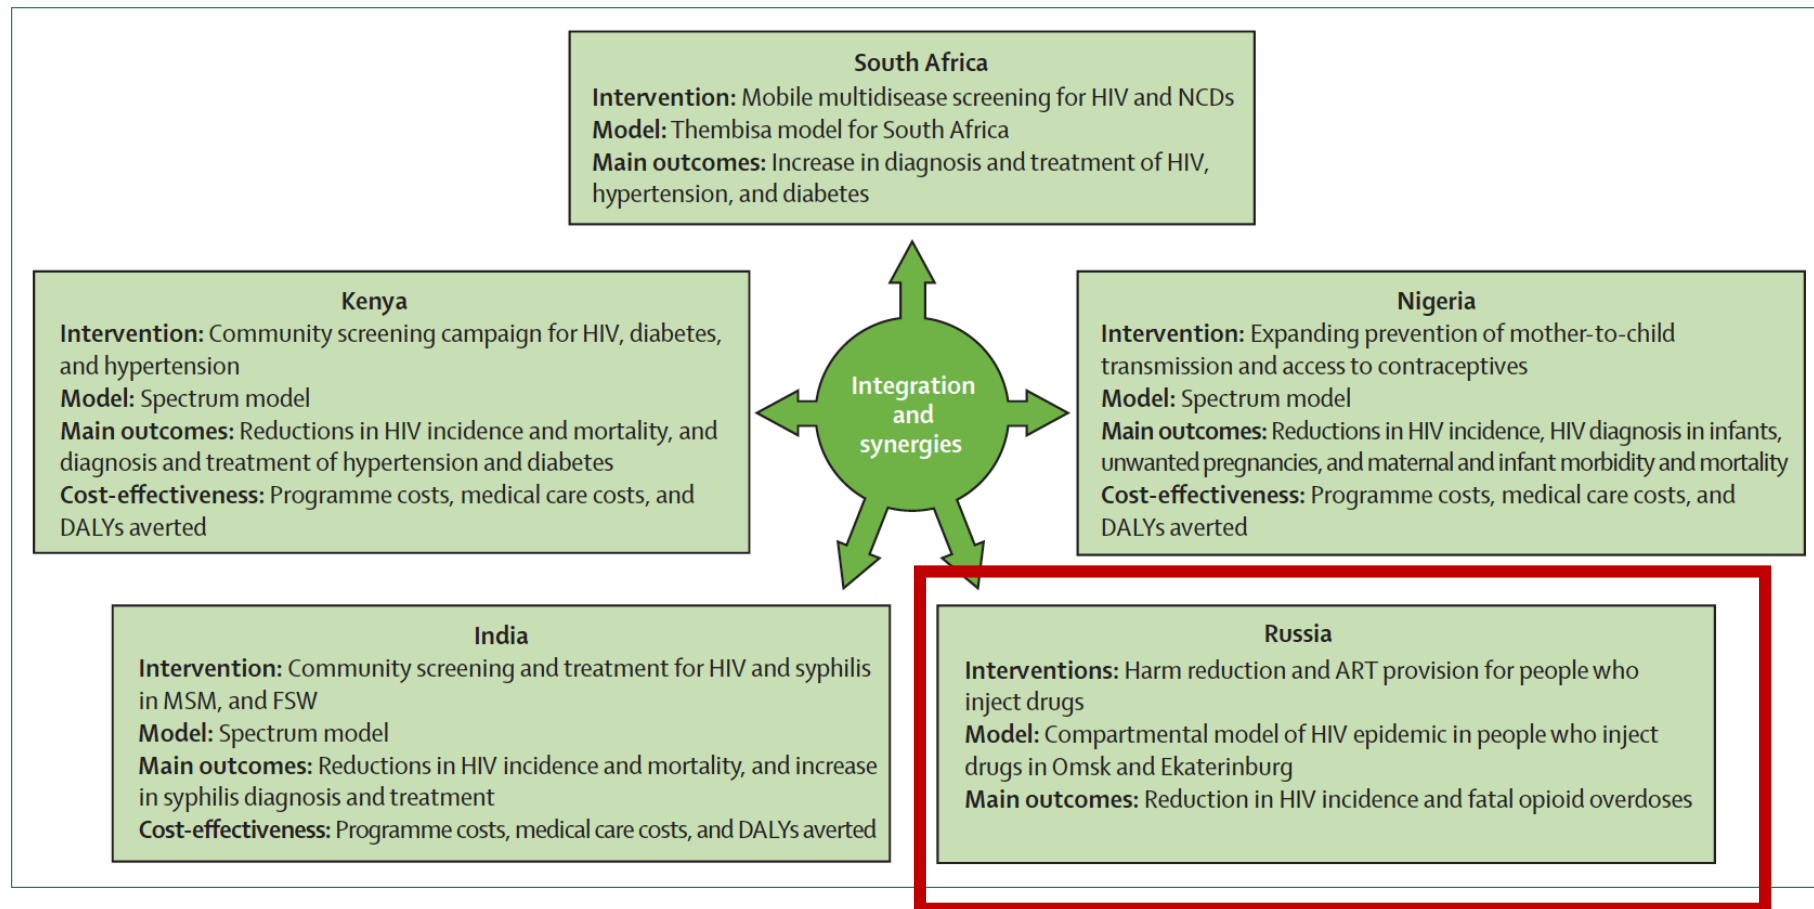 South Africa
Intervention: Mobile multidisease screening for HIV and NCDs
Model: Thembisa model for South Africa
Main outcomes: Increase in diagnosis and treatment of HIV,
hypertension, and diabetes
Kenya
Intervention: Community screening campaign for HIV, diabetes,
and hypertension
Model: Spectrum model
Main outcomes: Reductions in HIV incidence and mortality, and
diagnosis and treatment of hypertension and diabetes
Cost-effectiveness: Programme costs, medical care costs, and
DALYs averted
Integration
and
synergies
Nigeria
Intervention: Expanding prevention of mother-to-child
transmission and access to contraceptives
Model: Spectrum model
Main outcomes: Reductions in HIV incidence, HIV diagnosis in infants,
unwanted pregnancies, and maternal and infant morbidity and mortality
Cost-effectiveness: Programme costs, medical care costs, and
DALYs averted
India
Intervention: Community screening and treatment for HIV and syphilis
in MSM, and FSW
Model: Spectrum model
Main outcomes: Reductions in HIV incidence and mortality, and increase
in syphilis diagnosis and treatment
Cost-effectiveness: Programme costs, medical care costs, and DALYs averted
Russia
Interventions: Harm reduction and ART provision for people who
inject drugs
Model: Compartmental model of HIV epidemic in people who inject
drugs in Omsk and Ekaterinburg
Main outcomes: Reduction in HIV incidence and fatal opioid overdoses